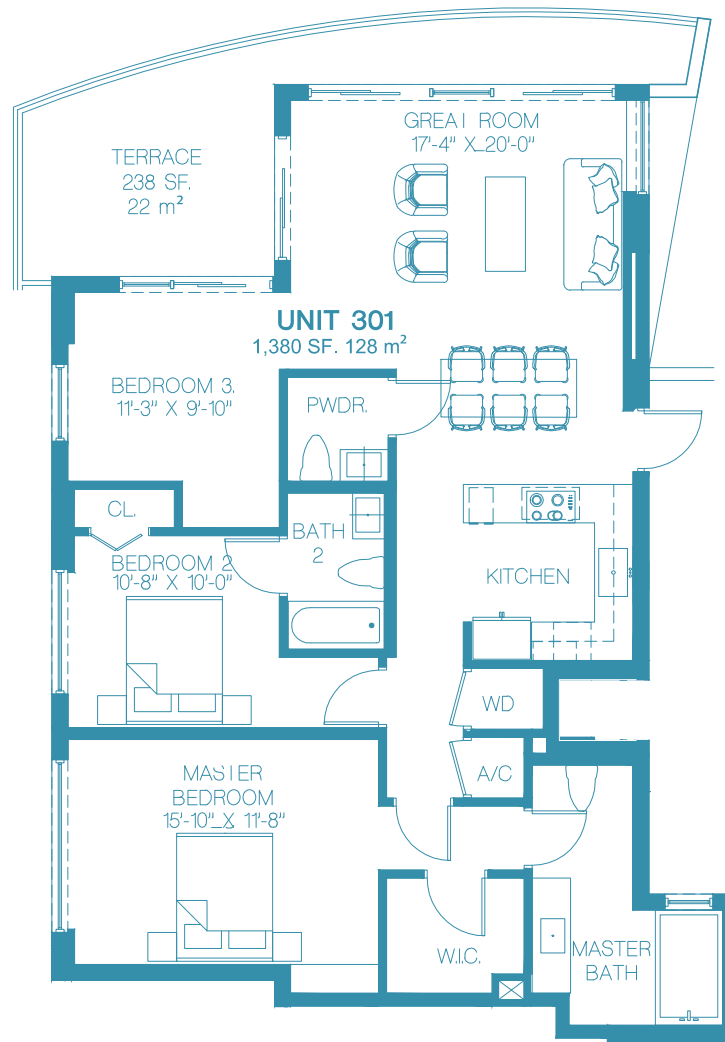 GREAT ROOM
17'-4" X 20'-0"
TERRACE
238 SF.
22 m²
UNIT 301
1,380 SF. 128 m²
BEDROOM 3.
11'-3" X 9'-10"
PWDR.
CL.
BATH
2
BEDROOM 2
10'-8" X 10'-0"
KITCHEN
WD
A/C
MASTER
BEDROOM
15'-10" X 11'-8"
W.I.C.
MASTER
BATH